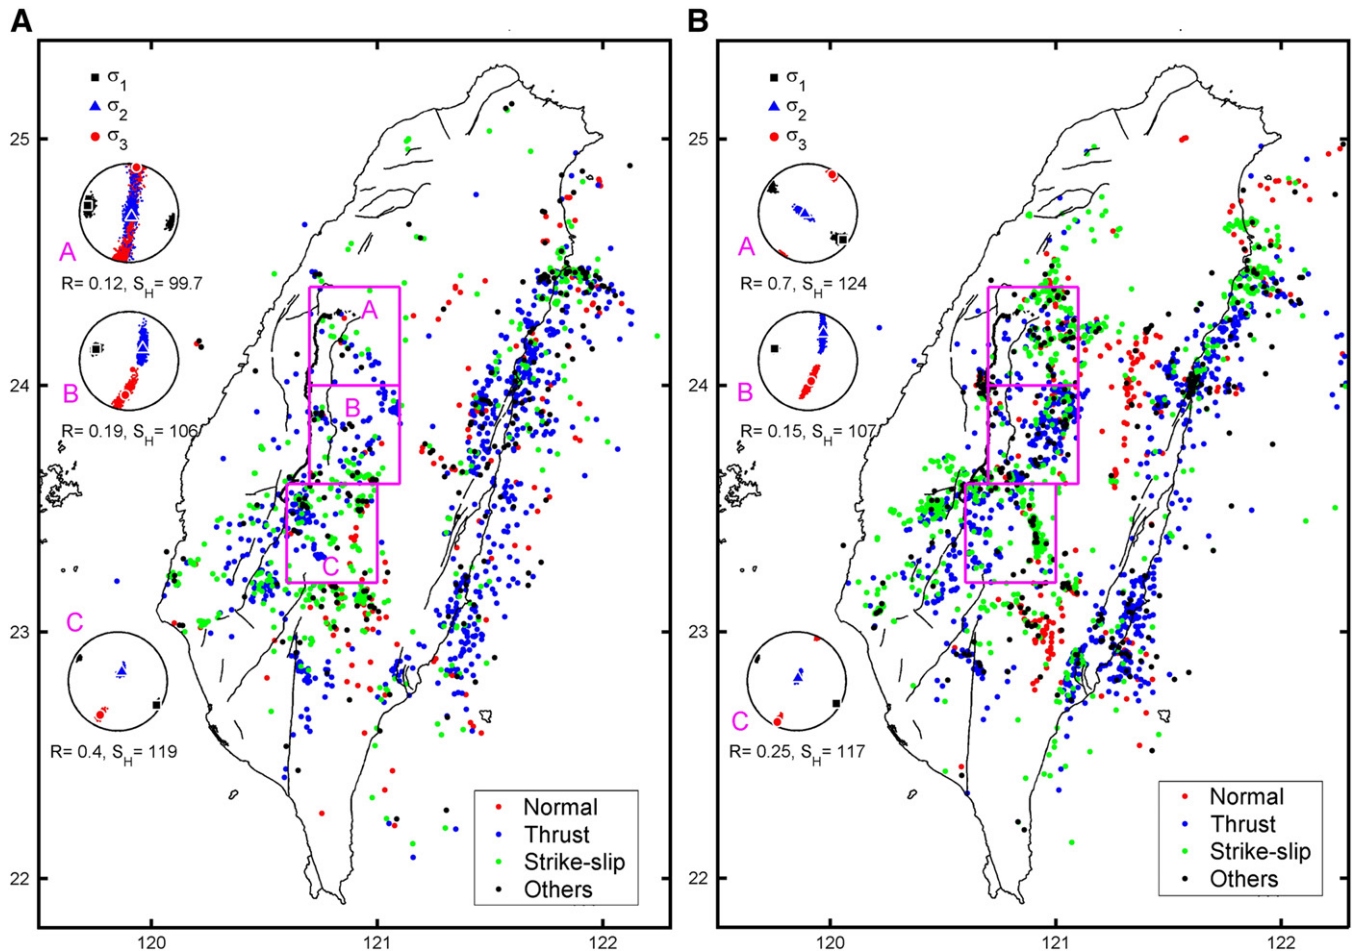 A
σ1
σ2
σ3
A
R= 0.12, SH= 99.7
B
R= 0.19, SH= 106
C
R= 0.4, SH= 119
A
B
C
Normal
Thrust
Strike-slip
Others
25
24
23
22
120
121
122
B
σ1
σ2
σ3
A
R= 0.7, SH= 124
B
R= 0.15, SH= 107
C
R= 0.25, SH= 117
Normal
Thrust
Strike-slip
Others
25
24
23
22
120
121
122